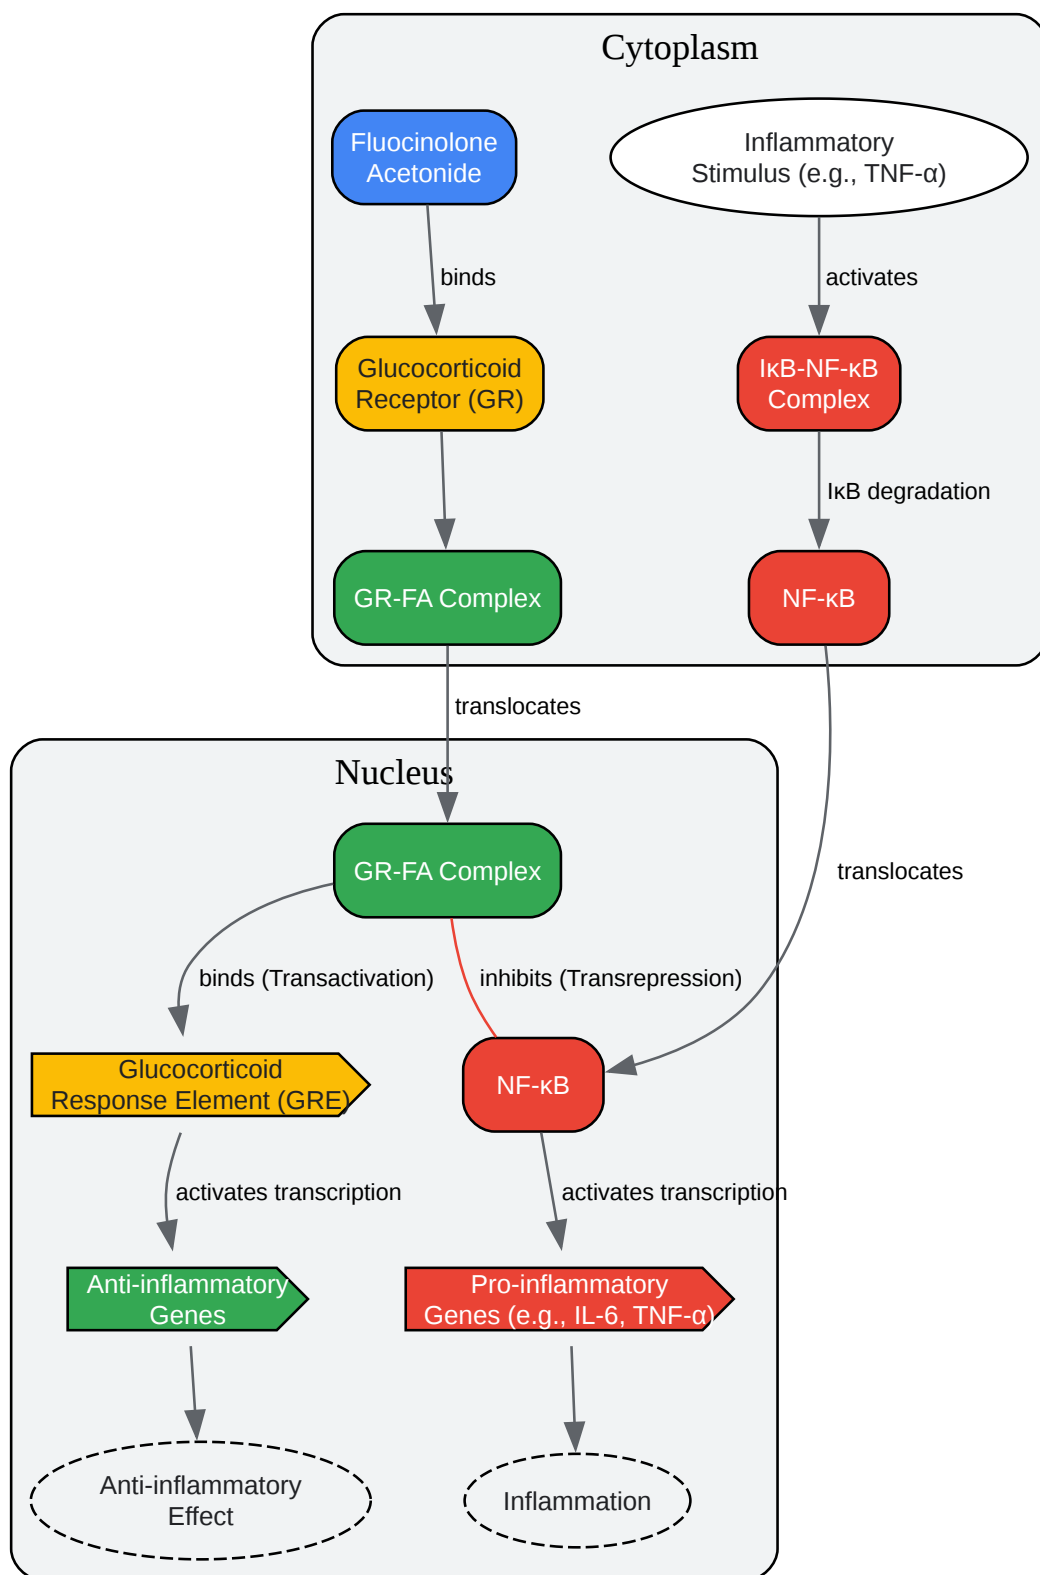 Cytoplasm
Fluocinolone
Acetonide
Inflammatory
Stimulus (e.g., TNF-α)
binds
activates
Glucocorticoid
Receptor (GR)
IκB-NF-κB
Complex
IκB degradation
GR-FA Complex
NF-κB
translocates
Nucleus
GR-FA Complex
translocates
binds (Transactivation)
inhibits (Transrepression)
Glucocorticoid
Response Element (GRE)
NF-κB
activates transcription
activates transcription
Anti-inflammatory
Genes
Pro-inflammatory
Genes (e.g., IL-6, TNF-α)
Anti-inflammatory
Effect
Inflammation